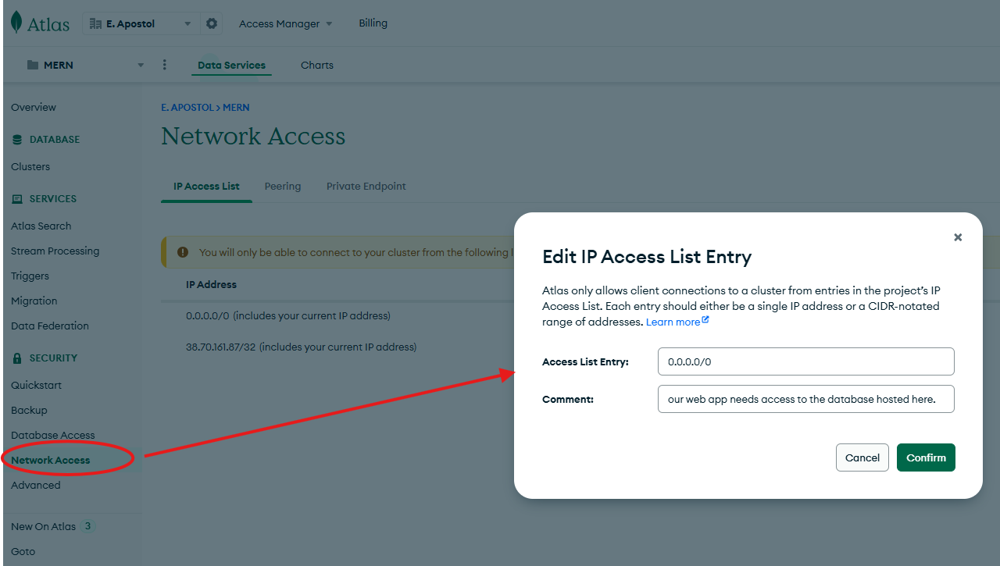 Atlas
E. Apostol
Access Manager
Billing
MERN
Data Services
Charts
Overview
DATABASE
Clusters
SERVICES
Atlas Search
Stream Processing
Triggers
Migration
Data Federation
SECURITY
Quickstart
Backup
Database Access
Network Access
Advanced
New On Atlas 3
Goto
E. APOSTOL > MERN
Network Access
IP Access List
Peering
Private Endpoint
You will only be able to connect to your cluster from the following
IP Address
0.0.0.0/0 (includes your current IP address)
38.70.161.87/32 (includes your current IP address)
Edit IP Access List Entry
Atlas only allows client connections to a cluster from entries in the project's IP
Access List. Each entry should either be a single IP address or a CIDR-notated
range of addresses. Learn more
Access List Entry:
0.0.0.0/0
Comment:
our web app needs access to the database hosted here.
Cancel
Confirm